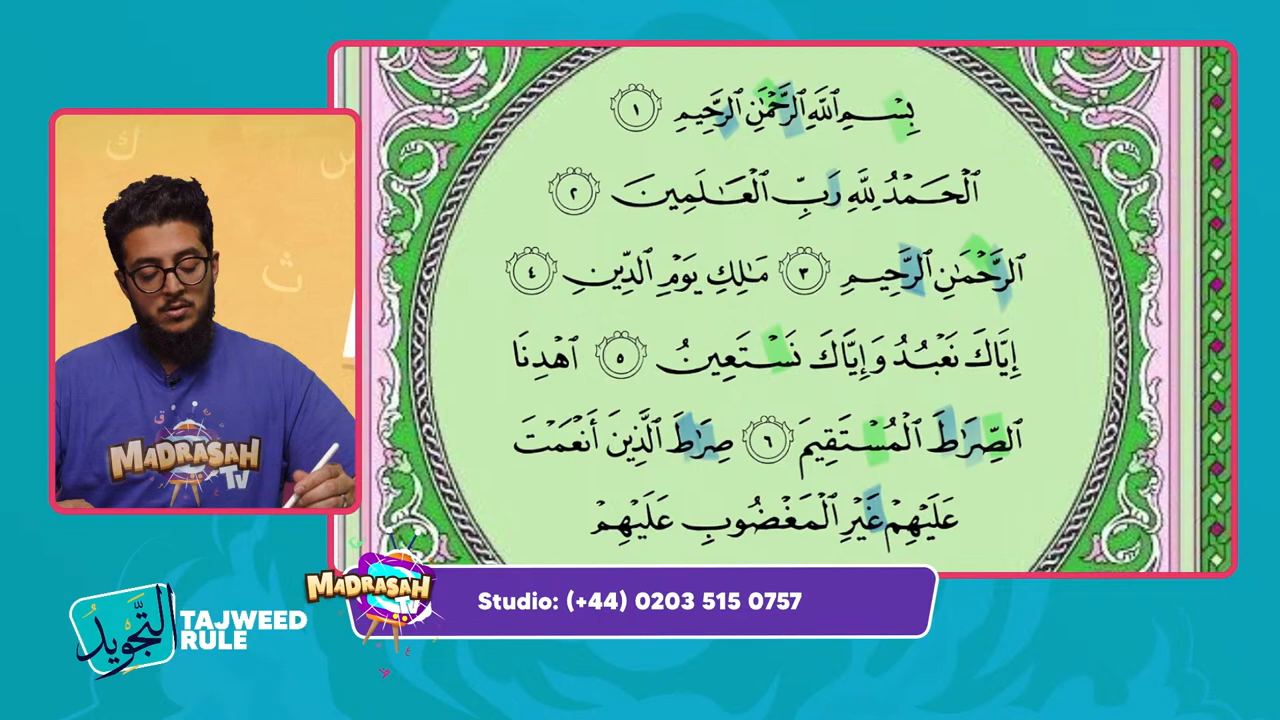 بِسْمِ ٱللَّهِ ٱلرَّحْمَٰنِ ٱلرَّحِيمِ ١
ٱلْحَمْدُ لِلَّهِ رَبِّ ٱلْعَٰلَمِينَ ٢
ٱلرَّحْمَٰنِ ٱلرَّحِيمِ ٣ مَٰلِكِ يَوْمِ ٱلدِّينِ ٤
إِيَّاكَ نَعْبُدُ وَإِيَّاكَ نَسْتَعِينُ ٥ ٱهْدِنَا
ٱلصِّرَٰطَ ٱلْمُسْتَقِيمَ ٦ صِرَٰطَ ٱلَّذِينَ أَنْعَمْتَ
عَلَيْهِمْ غَيْرِ ٱلْمَغْضُوبِ عَلَيْهِمْ
ك
س
ث
MADRASAH
TV
MADRASAH
TV
Studio: (+44) 0203 515 0757
التَّجْوِيدُ
TAJWEED
RULE